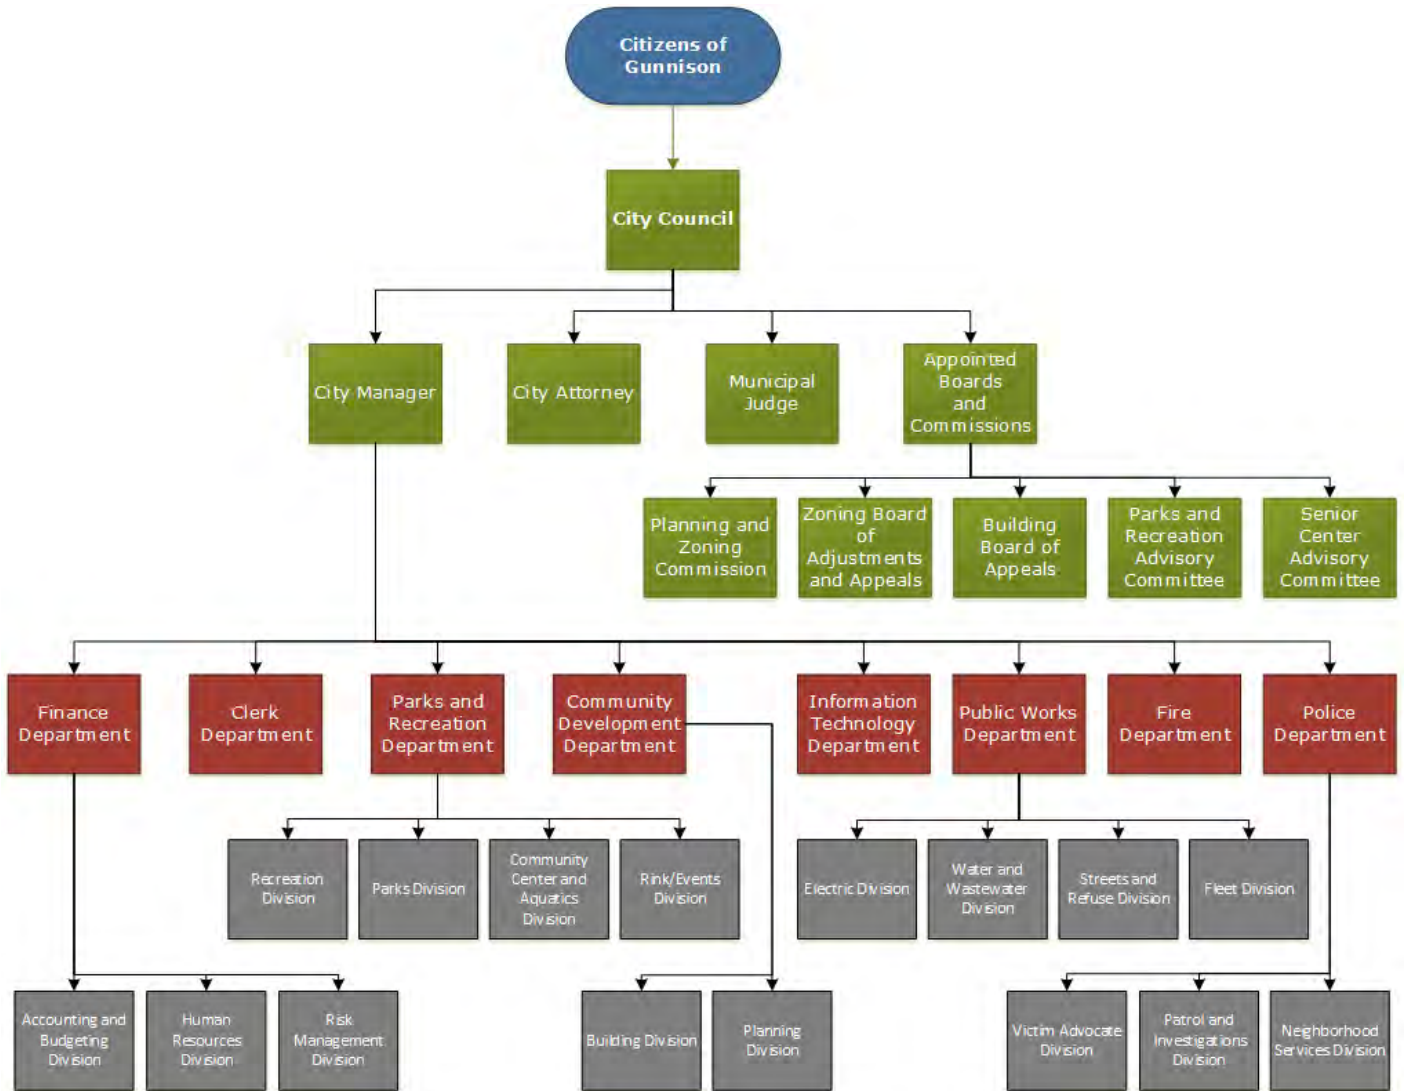 Citizens of
Gunnison
City Council
City Manager
City Attorney
Municipal
Judge
Appointed
Boards
and
Commissions
Planning and
Zoning
Commission
Zoning Board
of
Adjustments
and Appeals
Building
Board of
Appeals
Parks and
Recreation
Advisory
Committee
Senior
Center
Advisory
Committee
Finance
Department
Clerk
Department
Parks and
Recreation
Department
Community
Development
Department
Information
Technology
Department
Public Works
Department
Fire
Department
Police
Department
Recreation
Division
Parks Division
Community
Center and
Aquatics
Division
Rink/Events
Division
Electric Division
Water and
Wastewater
Division
Streets and
Refuse Division
Fleet Division
Accounting and
Budgeting
Division
Human
Resources
Division
Risk
Management
Division
Building Division
Planning
Division
Victim Advocate
Division
Patrol and
Investigations
Division
Neighborhood
Services Division